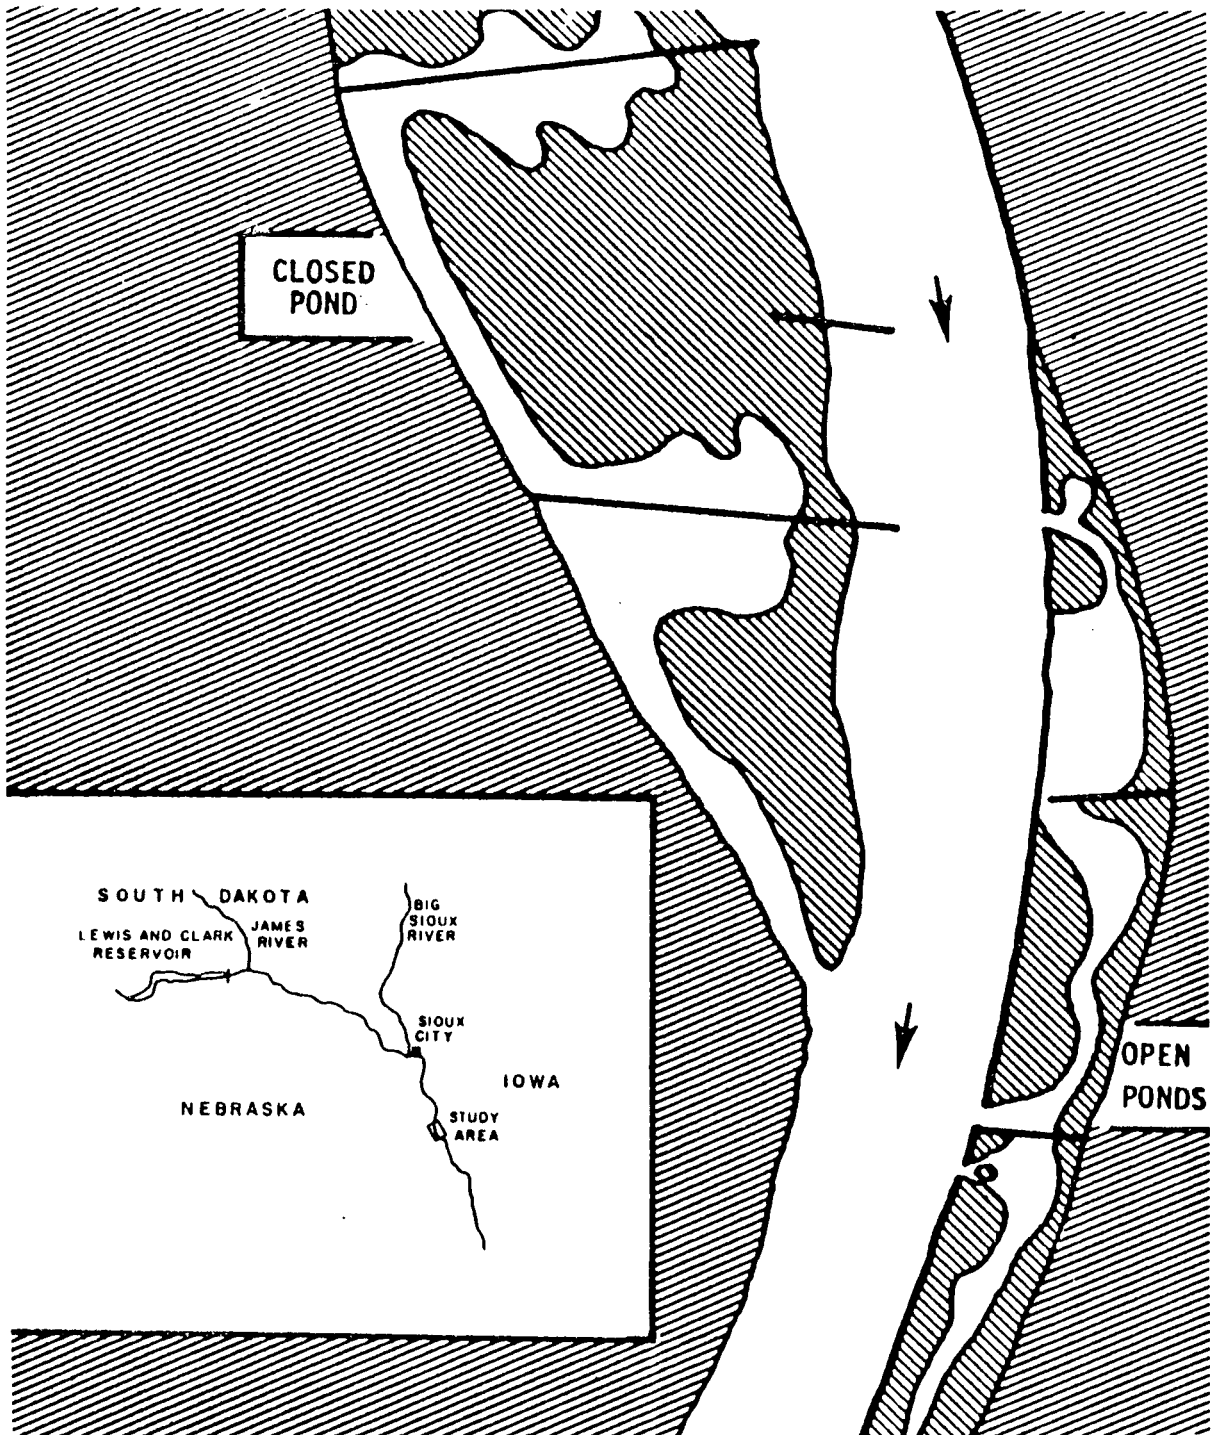 CLOSED
POND
SOUTH DAKOTA
BIG
SIOUX
RIVER
JAMES
RIVER
LEWIS AND CLARK
RESERVOIR
SIOUX
CITY
IOWA
NEBRASKA
STUDY
AREA
OPEN
PONDS